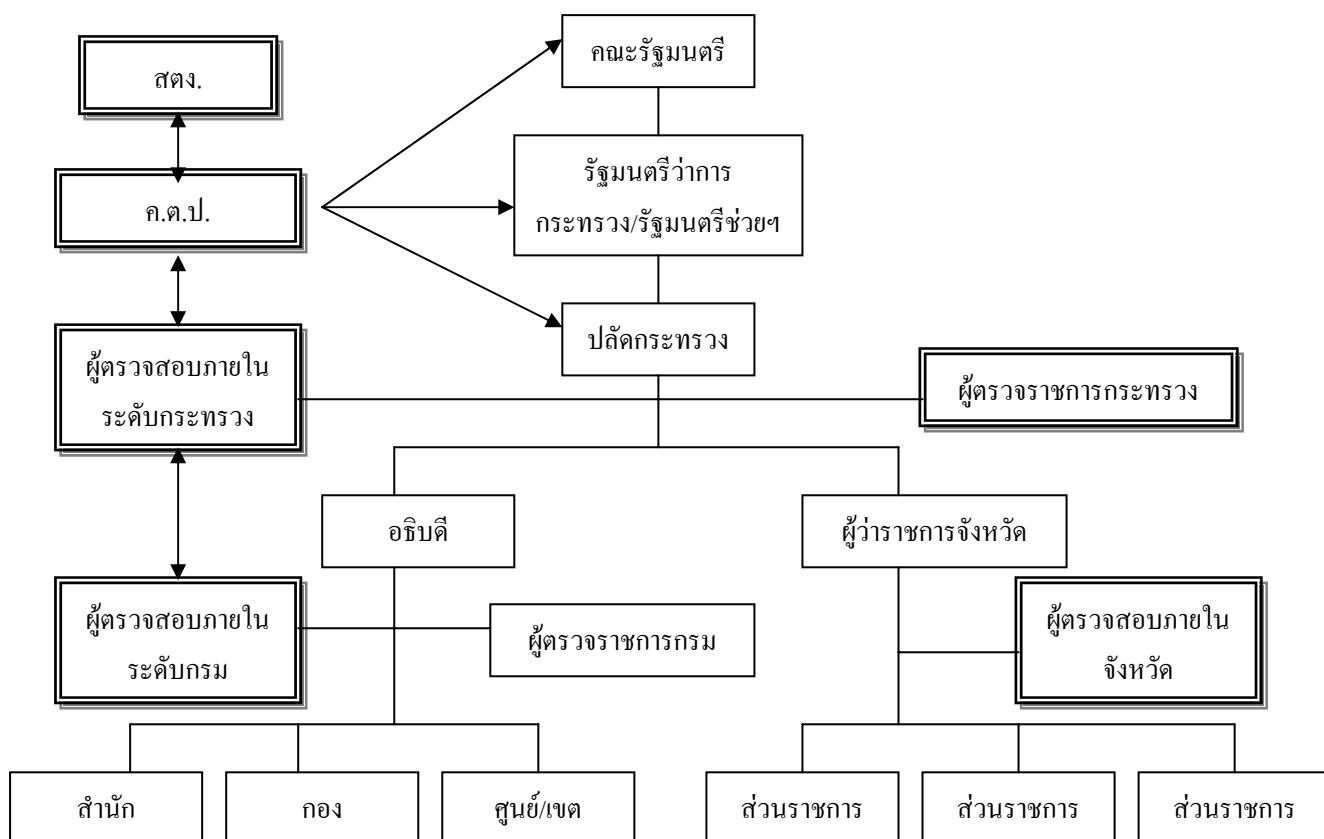 คณะรัฐมนตรี
สตง.
รัฐมนตรีว่าการ
กระทรวง/รัฐมนตรีช่วยฯ
ค.ต.ป.
ปลัดกระทรวง
ผู้ตรวจสอบภายใน
ระดับกระทรวง
ผู้ตรวจราชการกระทรวง
อธิบดี
ผู้ว่าราชการจังหวัด
ผู้ตรวจสอบภายใน
ระดับกรม
ผู้ตรวจราชการกรม
ผู้ตรวจสอบภายใน
จังหวัด
สำนัก
กอง
ศูนย์/เขต
ส่วนราชการ
ส่วนราชการ
ส่วนราชการ